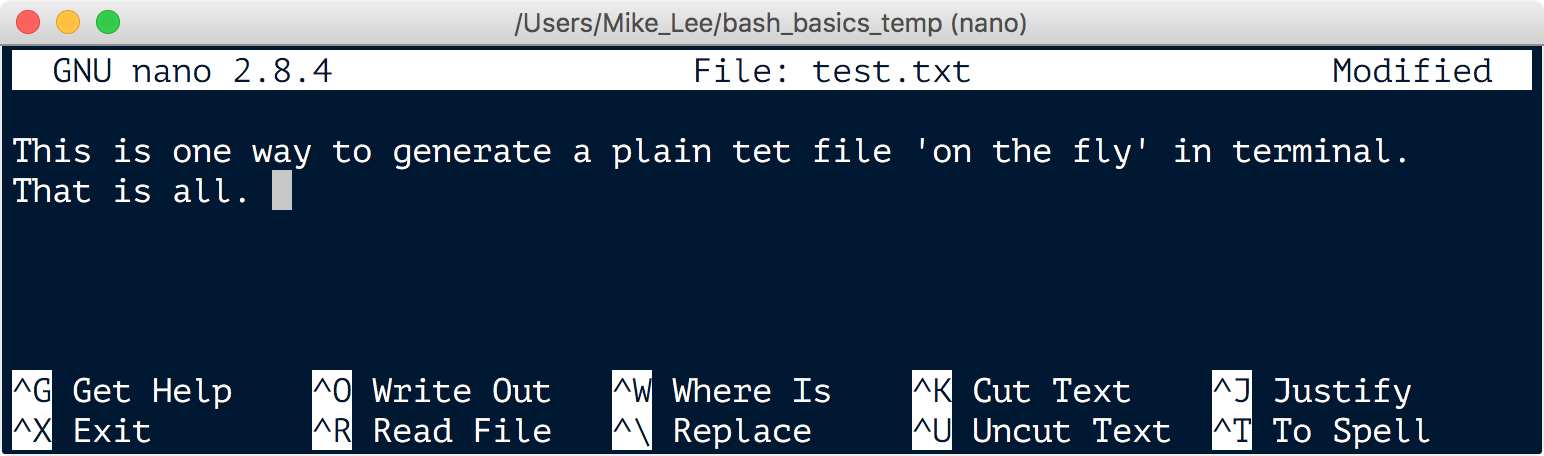 /Users/Mike_Lee/bash_basics_temp (nano)
GNU nano 2.8.4 File: test.txt Modified
This is one way to generate a plain tet file 'on the fly' in terminal.
That is all.
^G Get Help ^O Write Out ^W Where Is ^K Cut Text ^J Justify
^X Exit ^R Read File ^\ Replace ^U Uncut Text ^T To Spell